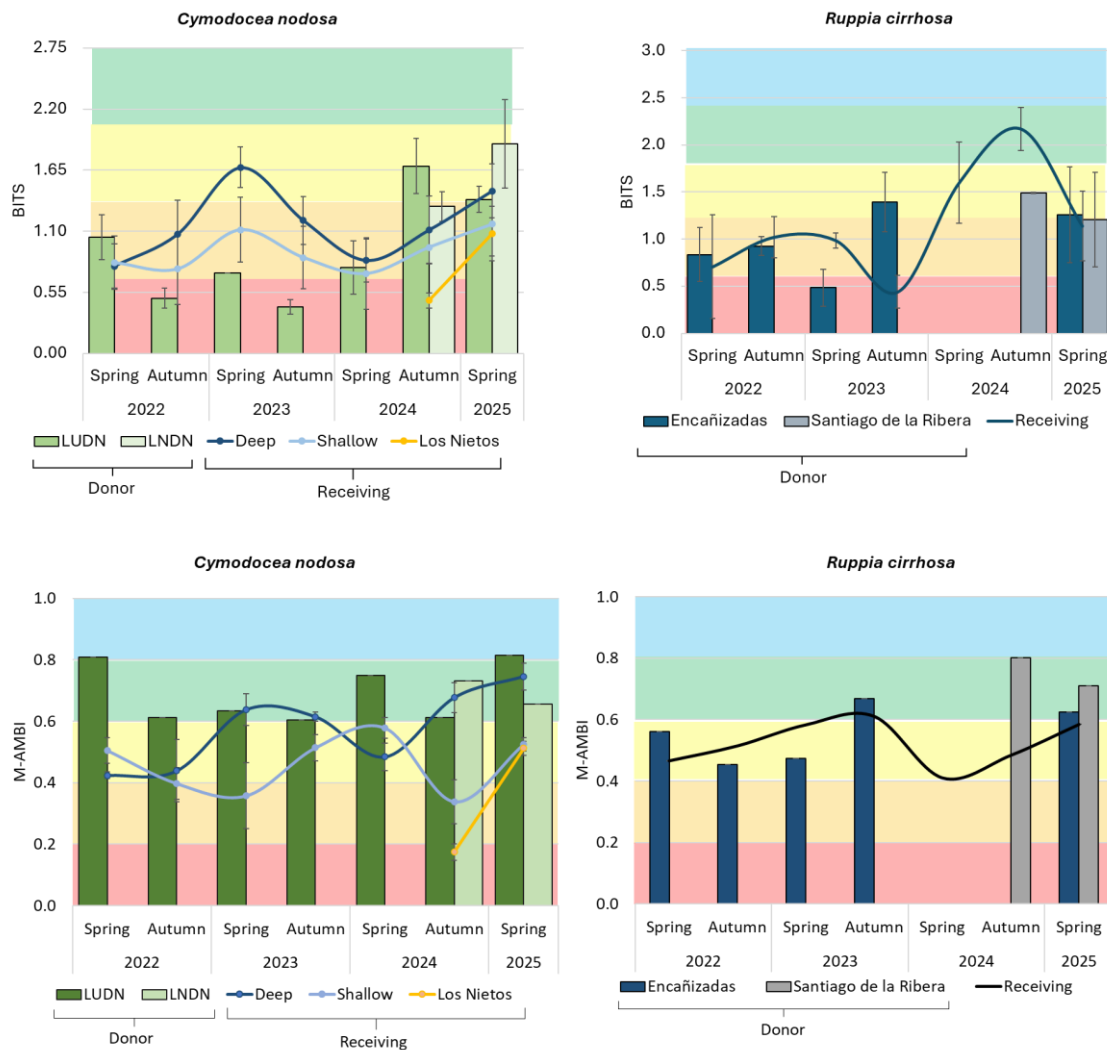 Cymodocea nodosa
2.75
2.20
1.65
1.10
0.55
0.00
BITS
Spring Autumn Spring Autumn Spring Autumn Spring
2022 2023 2024 2025
LUDN LNDN Deep Shallow Los Nietos
Donor Receiving
Ruppia cirrhosa
3.0
2.5
2.0
1.5
1.0
0.5
0.0
BITS
Spring Autumn Spring Autumn Spring Autumn Spring
2022 2023 2024 2025
Encañizadas Santiago de la Ribera Receiving
Donor
Cymodocea nodosa
1.0
0.8
0.6
0.4
0.2
0.0
M-AMBI
Spring Autumn Spring Autumn Spring Autumn Spring
2022 2023 2024 2025
LUDN LNDN Deep Shallow Los Nietos
Donor Receiving
Ruppia cirrhosa
1.0
0.8
0.6
0.4
0.2
0.0
M-AMBI
Spring Autumn Spring Autumn Spring Autumn Spring
2022 2023 2024 2025
Encañizadas Santiago de la Ribera Receiving
Donor